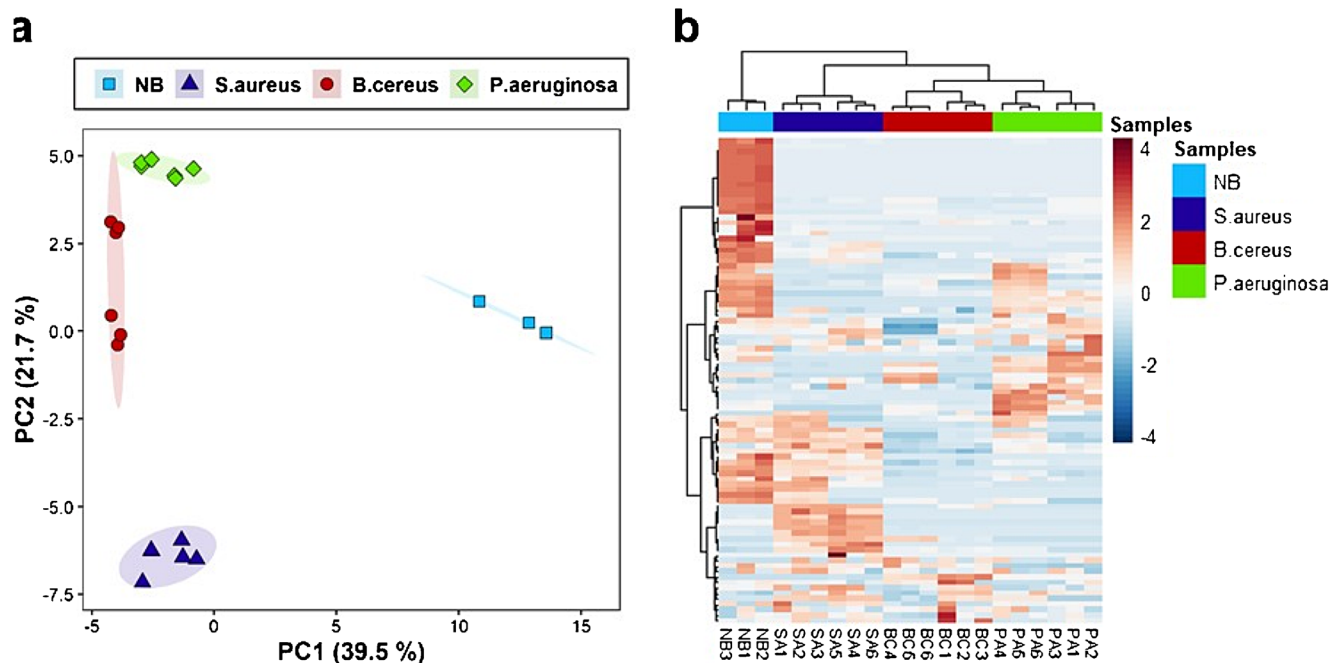 a
NB S.aureus B.cereus P.aeruginosa
5.0
2.5
0.0
-2.5
-5.0
-7.5
PC2 (21.7 %)
-5 0 5 10 15
PC1 (39.5 %)
b
Samples
4
2
0
-2
-4
Samples
NB
S.aureus
B.cereus
P.aeruginosa
NB3 NB1 NB2 SA1 SA2 SA3 SA5 SA4 SA6 BC4 BC5 BC6 BC1 BC2 BC3 PA4 PA5 PA6 PA3 PA1 PA2